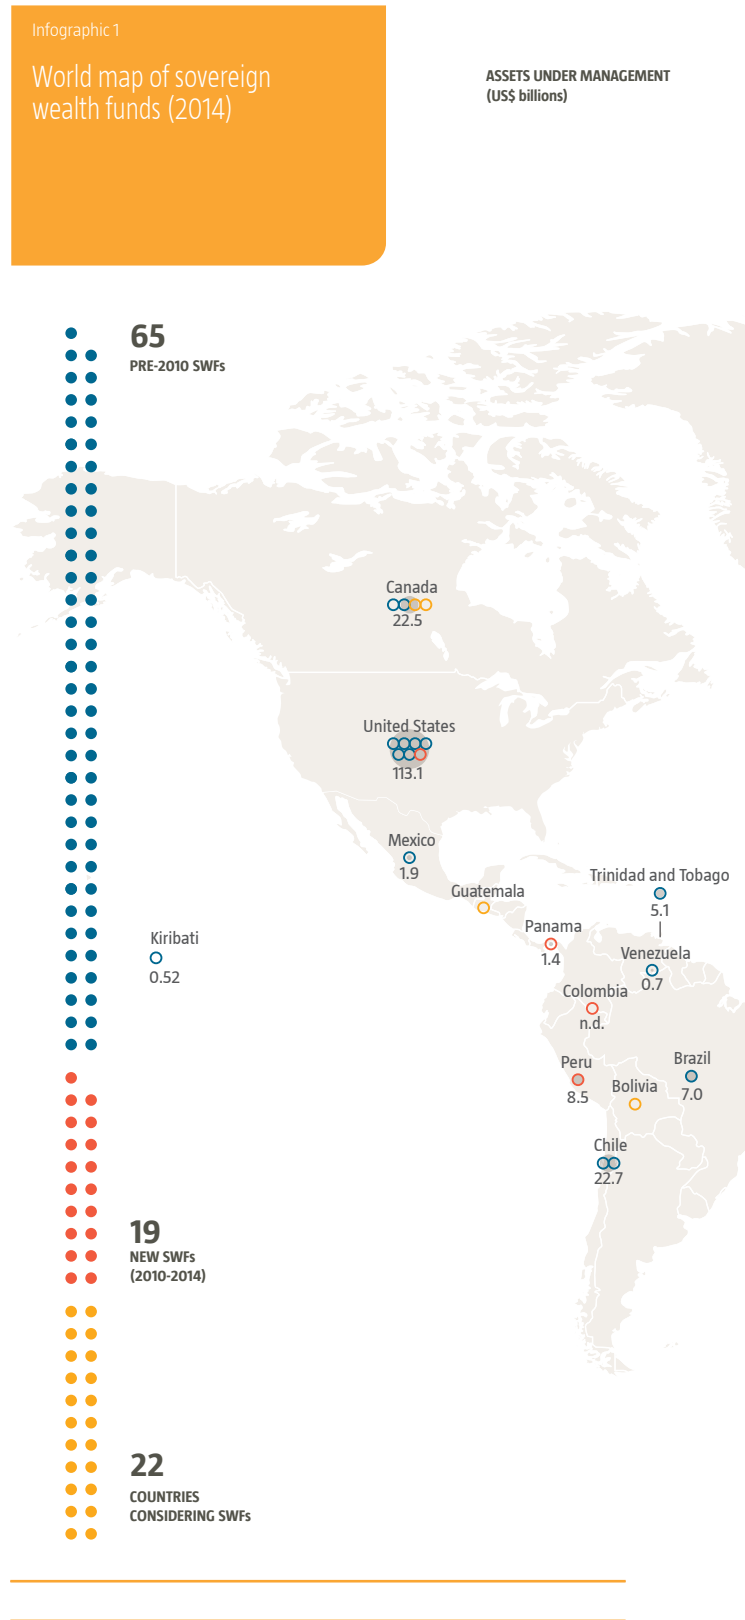 Infographic 1
World map of sovereign
wealth funds (2014)
ASSETS UNDER MANAGEMENT
(US$ billions)
65
PRE-2010 SWFs
Canada
22.5
United States
113.1
Mexico
1.9
Guatemala
Trinidad and Tobago
5.1
Panama
1.4
Kiribati
0.52
Venezuela
0.7
Colombia
n.d.
Peru
8.5
Brazil
7.0
Bolivia
Chile
22.7
19
NEW SWFs
(2010-2014)
22
COUNTRIES
CONSIDERING SWFs